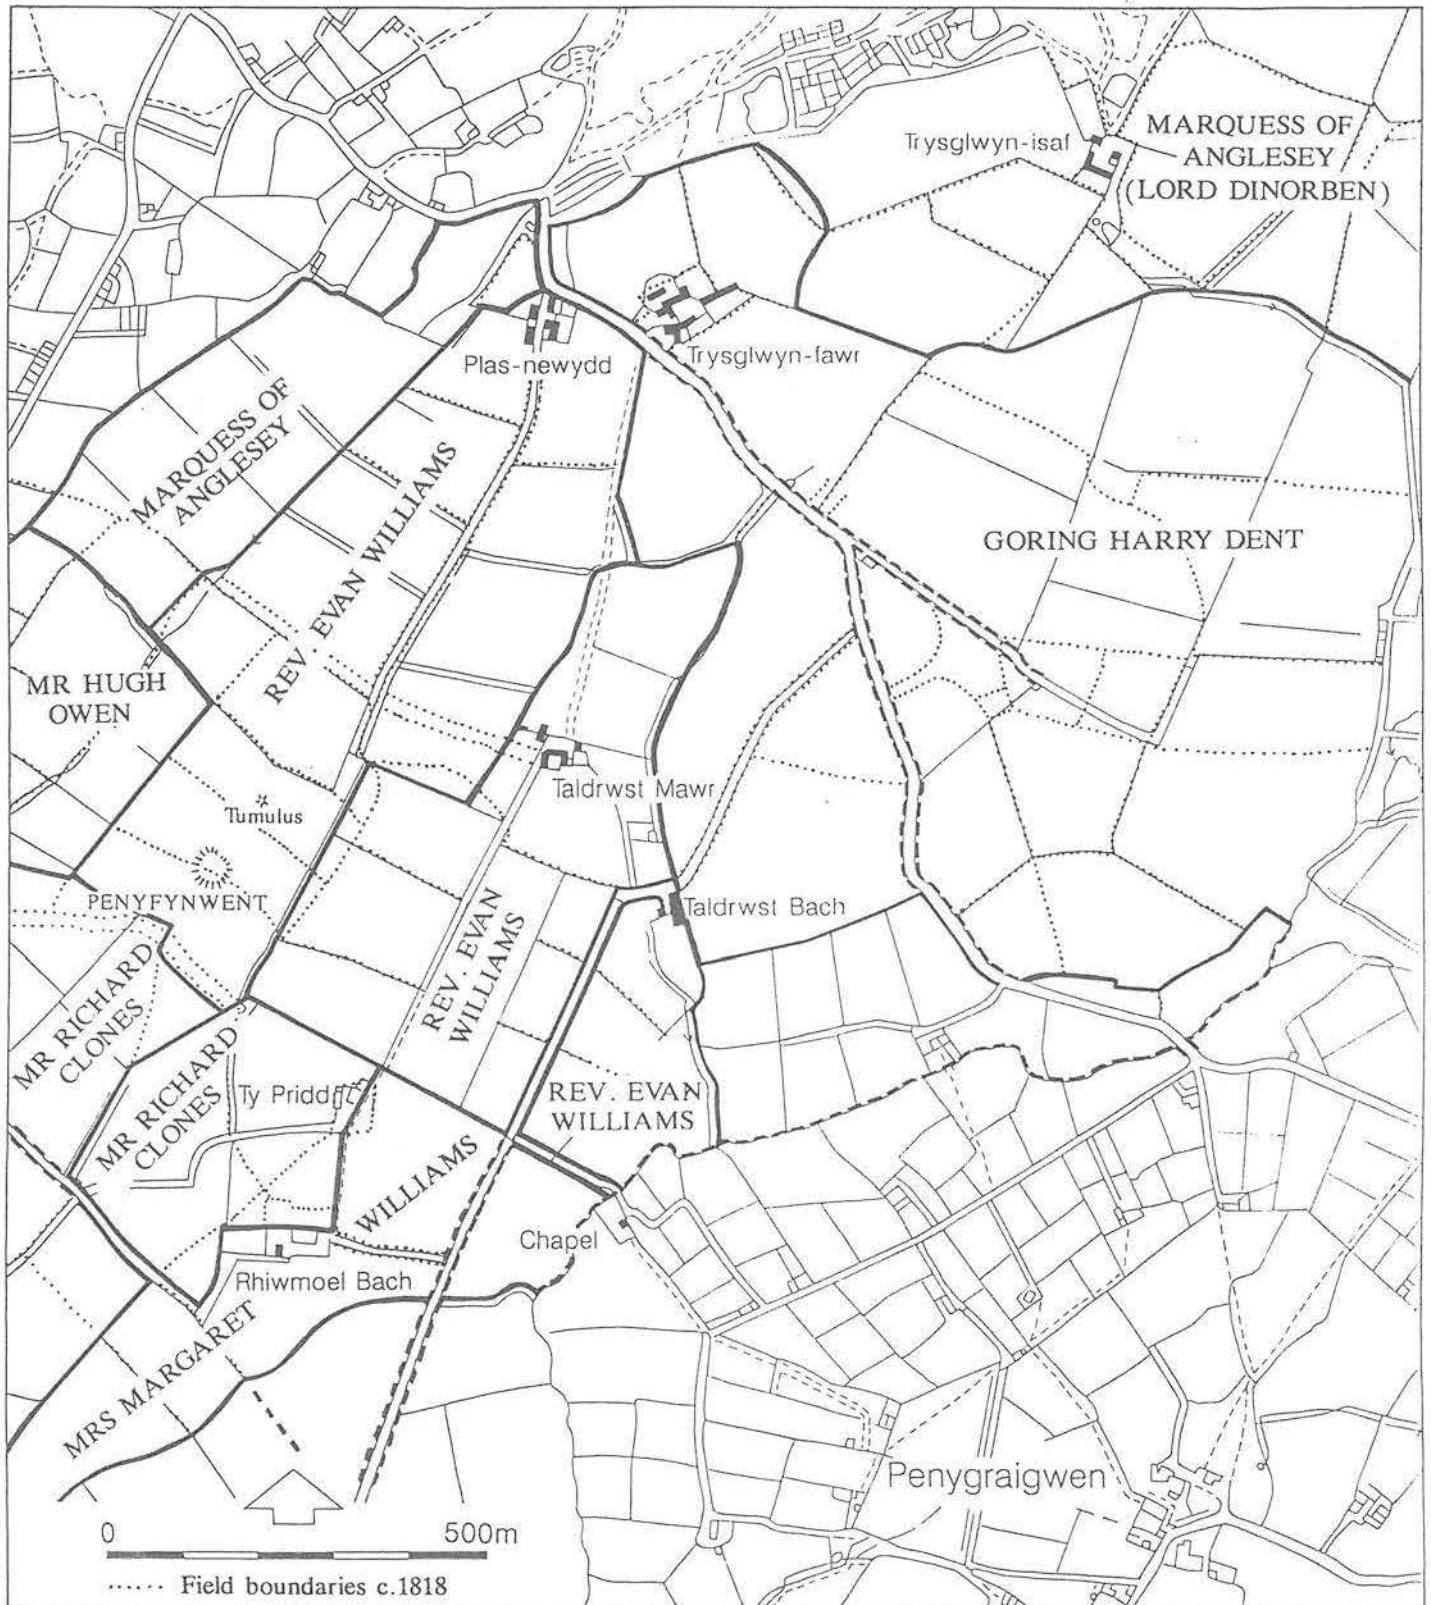 Trysglwyn-isaf
MARQUESS OF
ANGLESEY
(LORD DINORBEN)
Plas-newydd
Trysglwyn-fawr
MARQUESS OF
ANGLESEY
REV. EVAN WILLIAMS
GORING HARRY DENT
MR HUGH
OWEN
Tumulus
Taldrwst Mawr
PENYFYNWENT
Taldrwst Bach
REV. EVAN
WILLIAMS
MR RICHARD
CLONES
MR RICHARD
CLONES
Ty Pridd
REV. EVAN
WILLIAMS
WILLIAMS
Chapel
Rhiwmoel Bach
MRS MARGARET
Penygraigwen
0 500m
...... Field boundaries c.1818